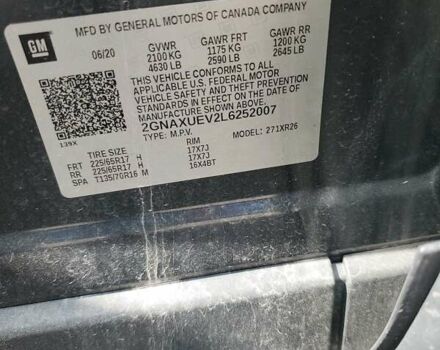 MFD BY GENERAL MOTORS OF CANADA COMPANY
GM
06/20 GVWR GAWR FRT GAWR RR
2100 KG 1175 KG 1200 KG
4630 LB 2590 LB 2645 LB
THIS VEHICLE CONFORMS TO ALL
APPLICABLE U.S. FEDERAL MOTOR
VEHICLE SAFETY, BUMPER, AND THEFT
PREVENTION STANDARDS IN EFFECT ON
THE DATE OF MANUFACTURE SHOWN ABOVE.
2GNAXUEV2L6252007
TYPE: M.P.V. MODEL: 271XR26
139X
TIRE SIZE RIM
FRT 225/65R17 H 17X7J
RR 225/65R17 H 17X7J
SP T135/70R16 M 16X4BT